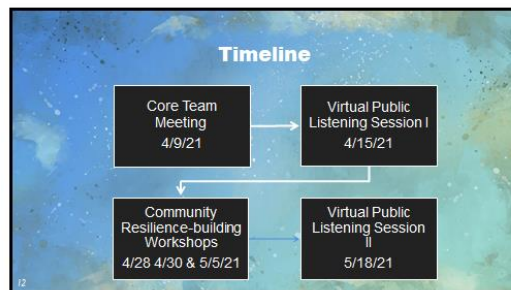 Timeline
Core Team
Meeting
4/9/21
Virtual Public
Listening Session I
4/15/21
Community
Resilience-building
Workshops
4/28 4/30 & 5/5/21
Virtual Public
Listening Session
II
5/18/21
12